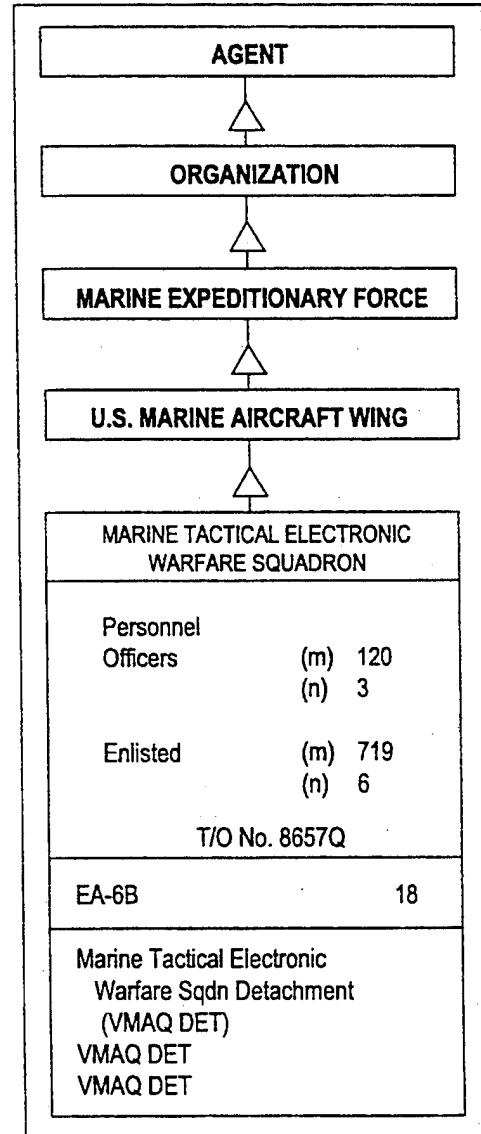 AGENT
ORGANIZATION
MARINE EXPEDITIONARY FORCE
U.S. MARINE AIRCRAFT WING
MARINE TACTICAL ELECTRONIC
WARFARE SQUADRON
Personnel
Officers (m) 120
(n) 3
Enlisted (m) 719
(n) 6
T/O No. 8657Q
EA-6B 18
Marine Tactical Electronic
Warfare Sqdn Detachment
(VMAQ DET)
VMAQ DET
VMAQ DET